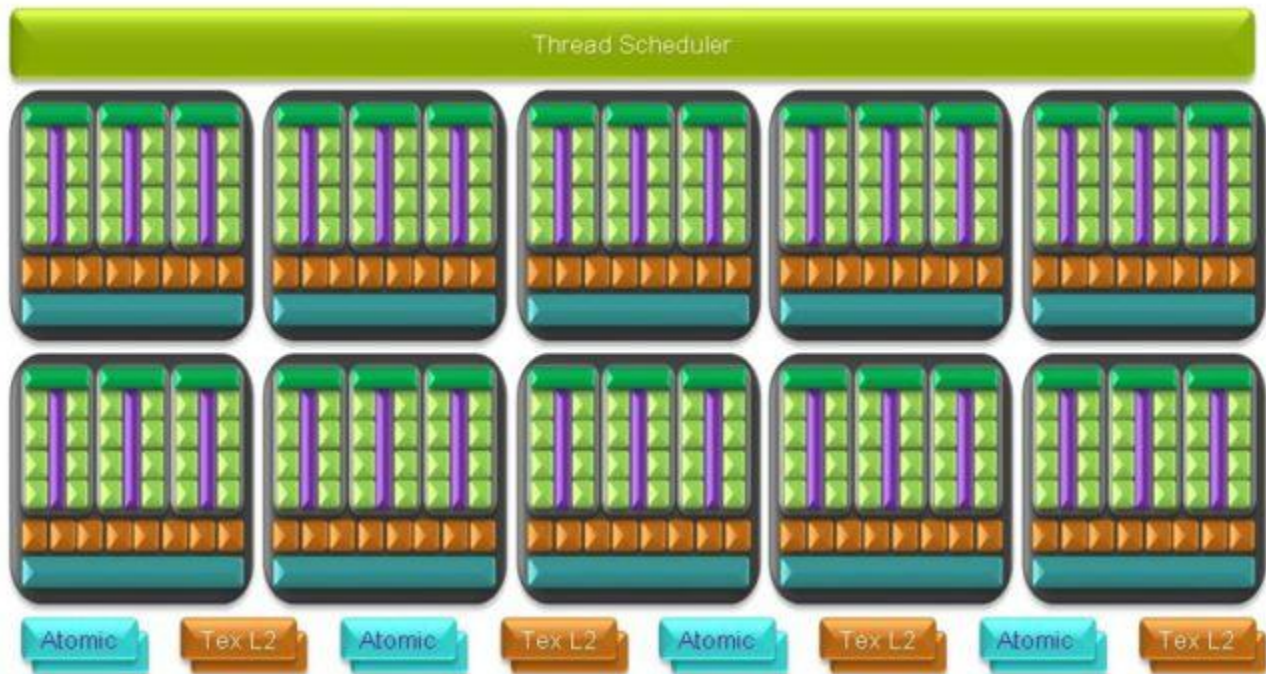 Thread Scheduler
Atomic Tex L2 Atomic Tex L2 Atomic Tex L2 Atomic Tex L2